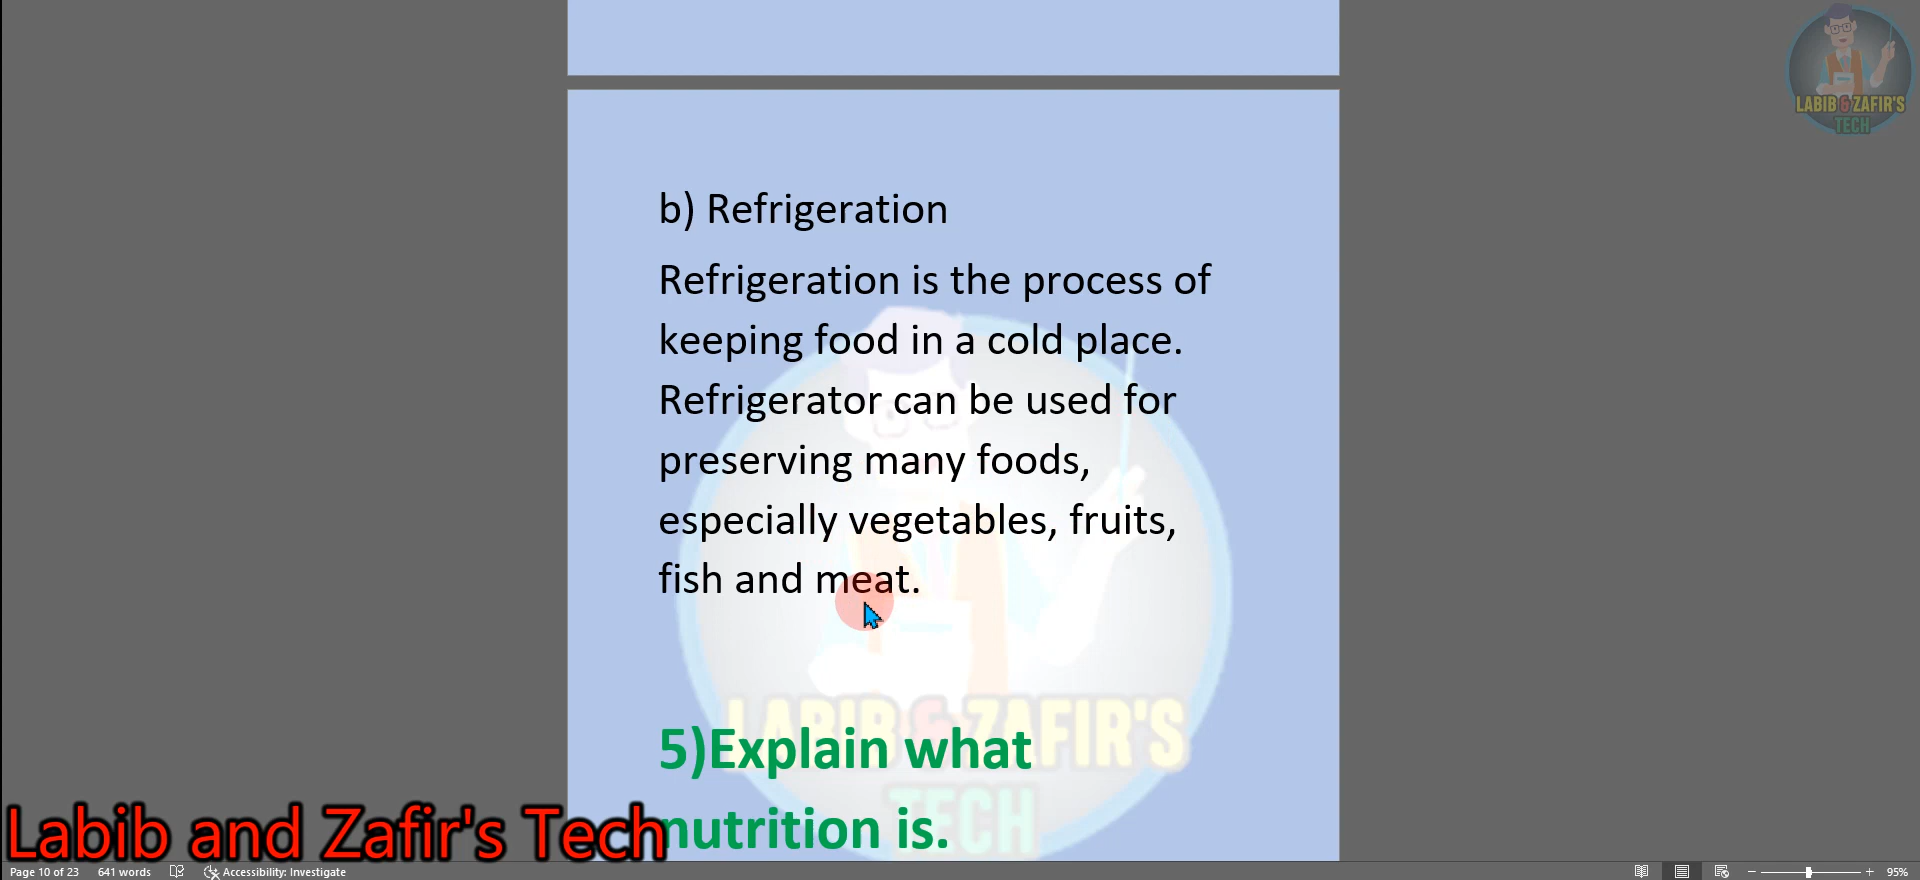 LABIB & ZAFIR'S
TECH
b) Refrigeration
Refrigeration is the process of
keeping food in a cold place.
Refrigerator can be used for
preserving many foods,
especially vegetables, fruits,
fish and meat.
LABIB & ZAFIR'S
TECH
5)Explain what
nutrition is.
Labib and Zafir's Tech
Page 10 of 23 641 words Accessibility: Investigate 95%